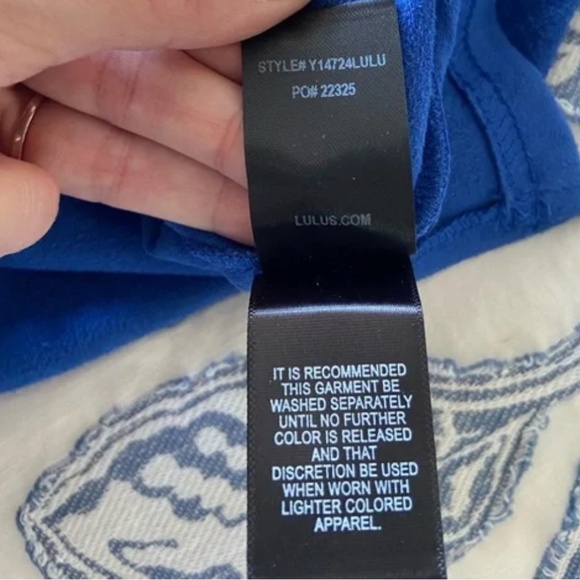 STYLE# Y14724LULU
PO# 22325
LULUS.COM
IT IS RECOMMENDED
THIS GARMENT BE
WASHED SEPARATELY
UNTIL NO FURTHER
COLOR IS RELEASED
AND THAT
DISCRETION BE USED
WHEN WORN WITH
LIGHTER COLORED
APPAREL.